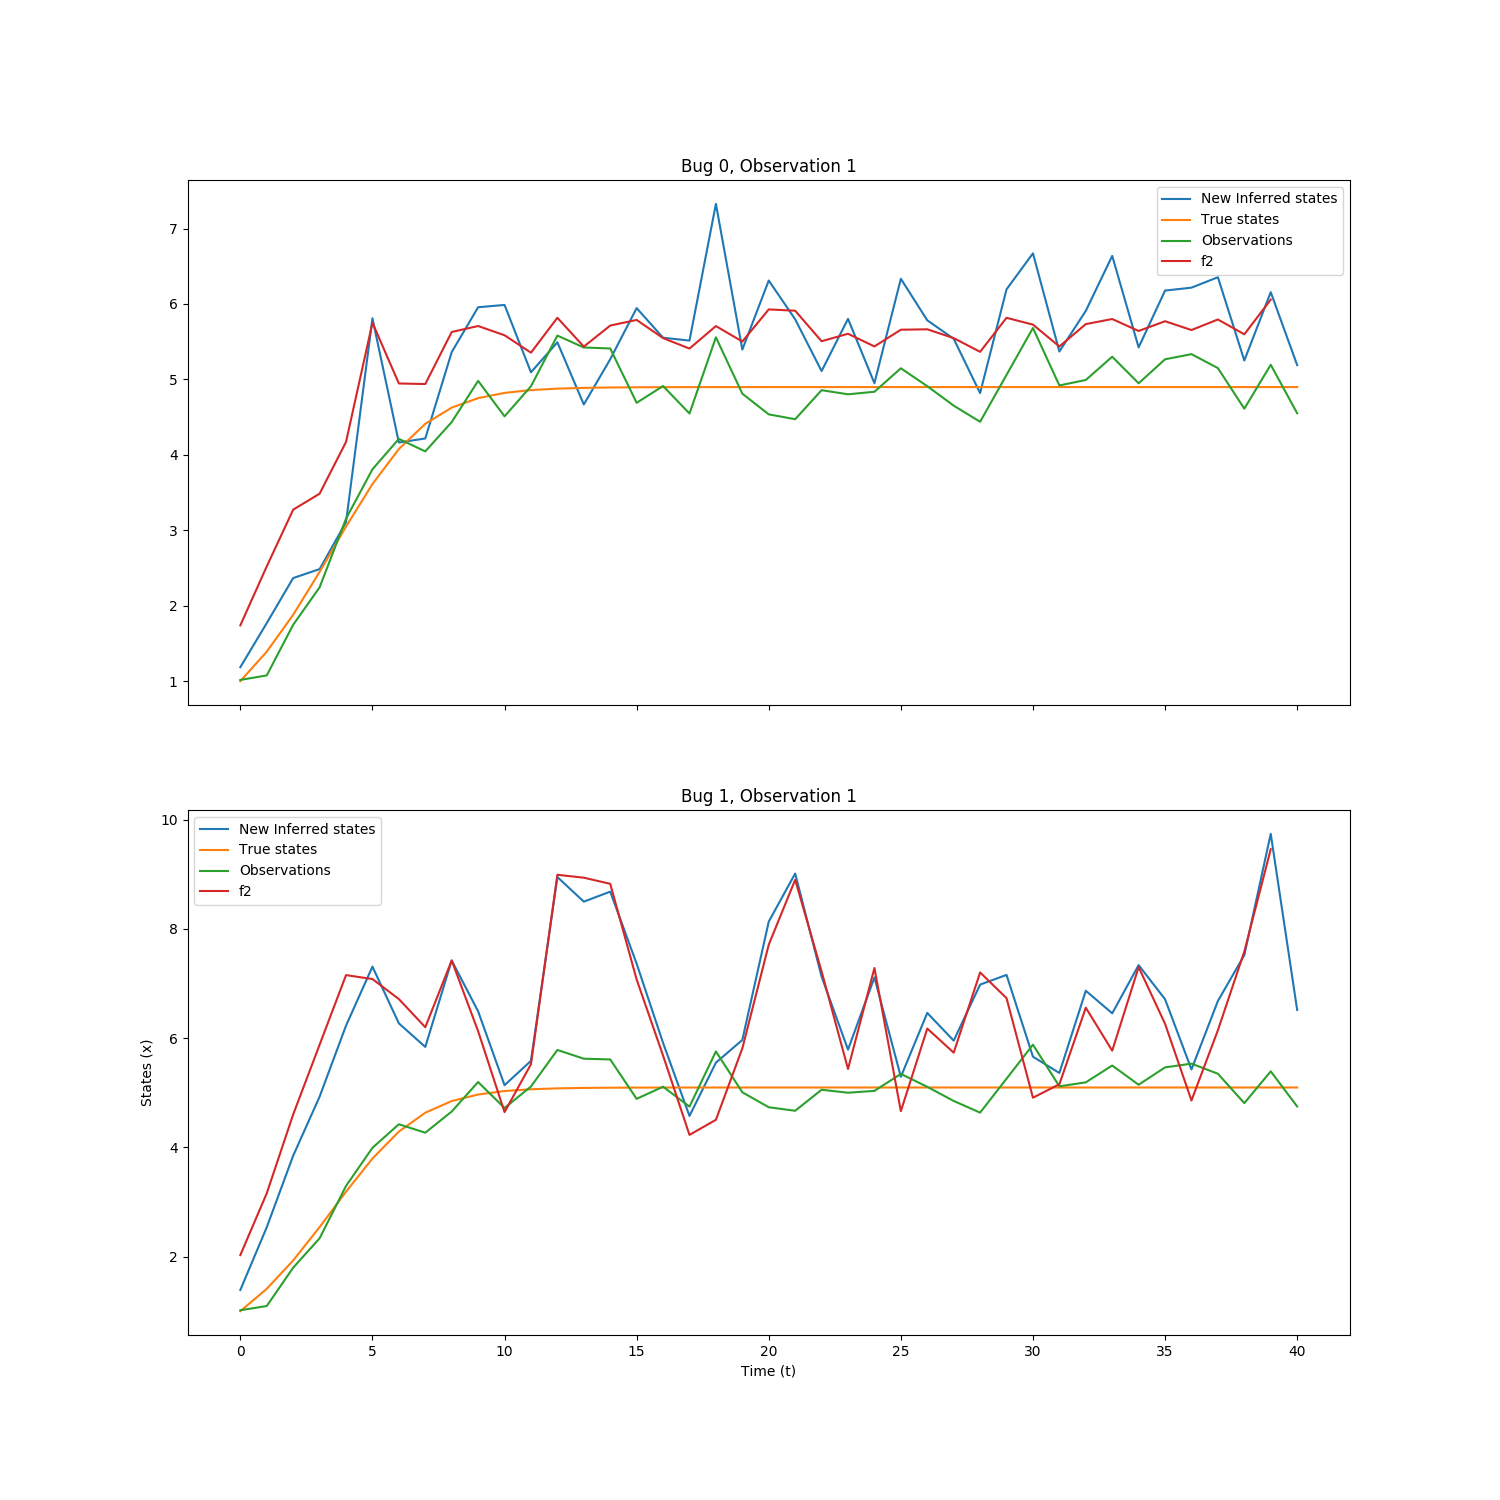 Bug 0, Observation 1
New Inferred states
True states
Observations
f2
7
6
5
4
3
2
1
Bug 1, Observation 1
New Inferred states
True states
Observations
f2
10
8
6
4
2
States (x)
0 5 10 15 20 25 30 35 40
Time (t)